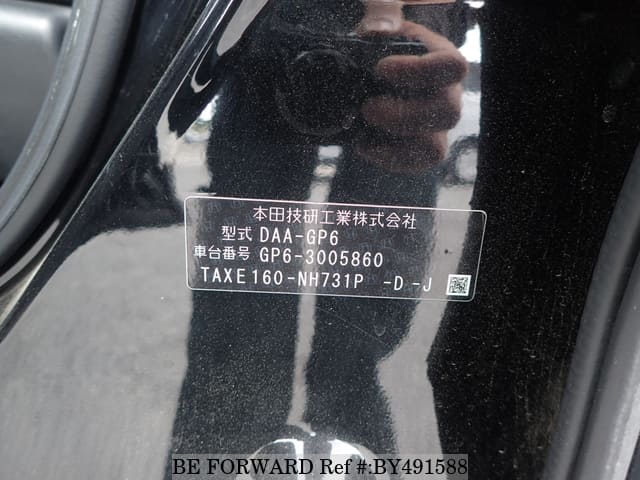 本田技研工業株式会社
型式 DAA-GP6
車台番号 GP6-3005860
TAXE160-NH731P -D -J
BE FORWARD Ref #:BY491588